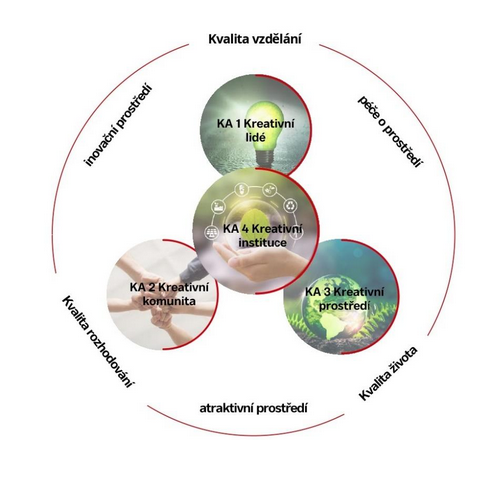 Kvalita vzdělání
inovační prostředí
péče o prostředí
KA 1 Kreativní
lidé
KA 4 Kreativní
instituce
KA 2 Kreativní
komunita
KA 3 Kreativní
prostředí
Kvalita rozhodování
Kvalita života
atraktivní prostředí